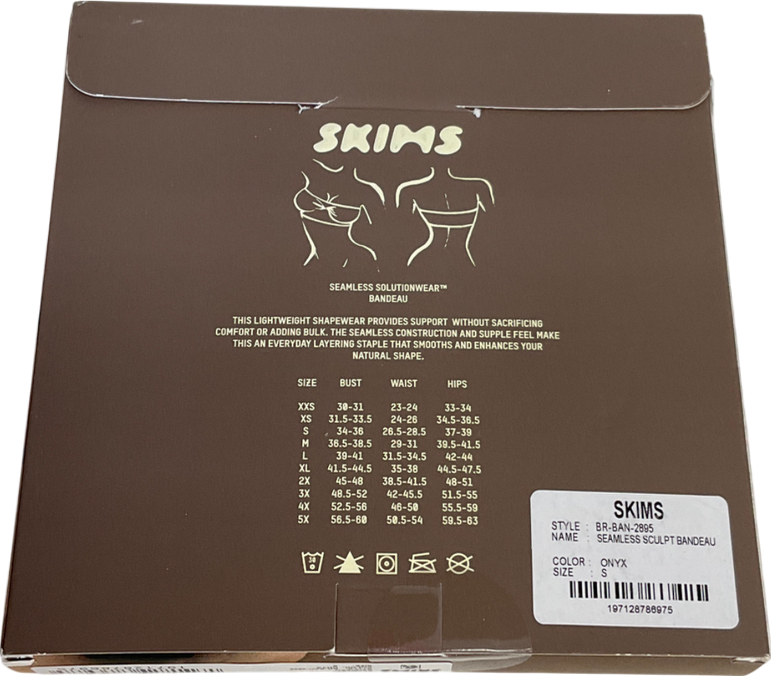 SKIMS
SEAMLESS SOLUTIONWEAR™
BANDEAU
THIS LIGHTWEIGHT SHAPEWEAR PROVIDES SUPPORT WITHOUT SACRIFICING
COMFORT OR ADDING BULK. THE SEAMLESS CONSTRUCTION AND SUPPLE FEEL MAKE
THIS AN EVERYDAY LAYERING STAPLE THAT SMOOTHS AND ENHANCES YOUR
NATURAL SHAPE.
SIZE BUST WAIST HIPS
XXS 30-31 23-24 33-34
XS 31.5-33.5 24-26 34.5-36.5
S 34-36 26.5-28.5 37-39
M 36.5-38.5 29-31 39.5-41.5
L 39-41 31.5-34.5 42-44
XL 41.5-44.5 35-38 44.5-47.5
2X 45-48 38.5-41.5 48-51
3X 48.5-52 42-45.5 51.5-55
4X 52.5-56 46-50 55.5-59
5X 56.5-60 50.5-54 59.5-63
30
SKIMS
STYLE : BR-BAN-2895
NAME : SEAMLESS SCULPT BANDEAU
COLOR : ONYX
SIZE : S
197128786975